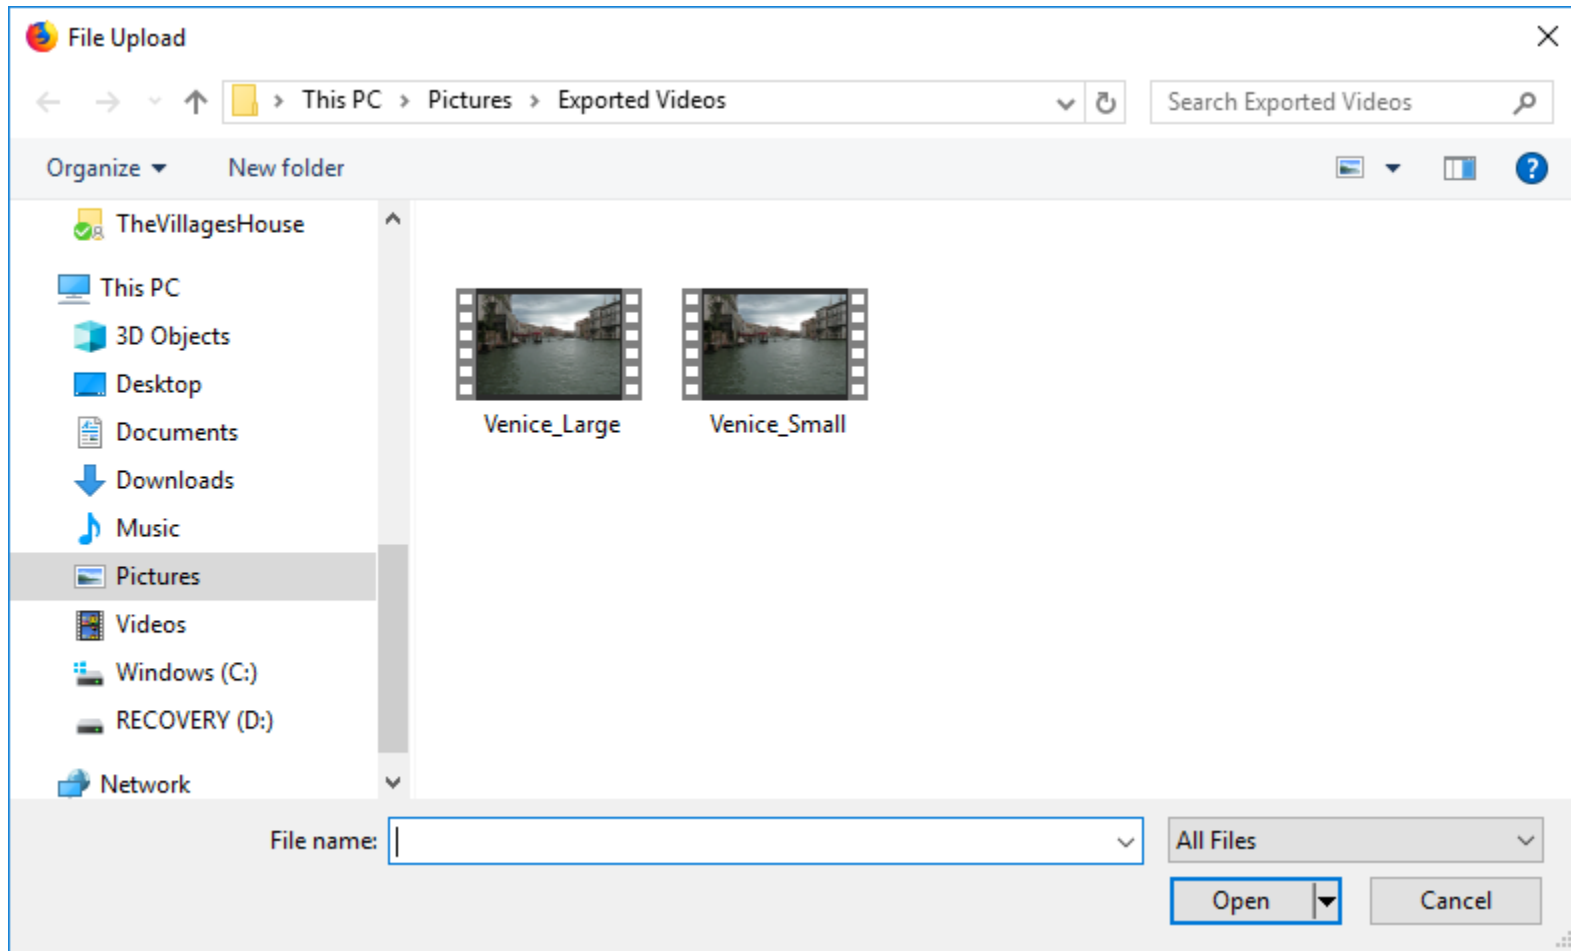 File Upload
This PC > Pictures > Exported Videos
Search Exported Videos
Organize New folder
?
TheVillagesHouse
This PC
3D Objects
Desktop
Documents
Downloads
Music
Pictures
Videos
Windows (C:)
RECOVERY (D:)
Network
Venice_Large Venice_Small
File name:
All Files
Open Cancel